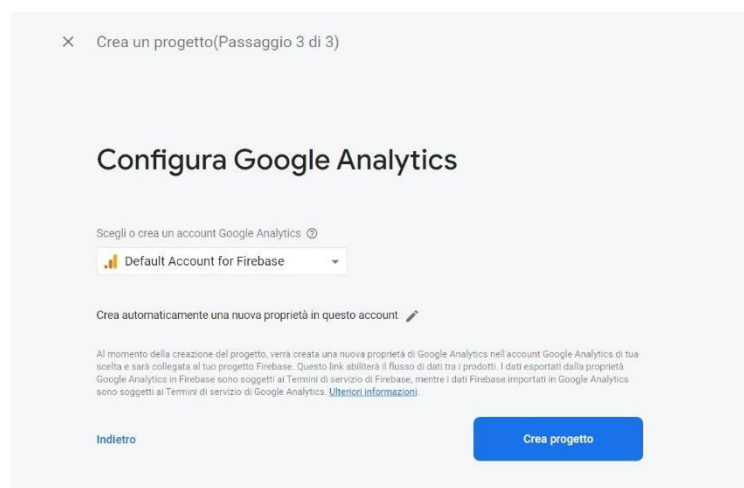 Crea un progetto(Passaggio 3 di 3)
Configura Google Analytics
Scegli o crea un account Google Analytics
Default Account for Firebase
Crea automaticamente una nuova proprietà in questo account
Al momento della creazione del progetto, verrà creata una nuova proprietà di Google Analytics nell'account Google Analytics di tua
scelta e sarà collegata al tuo progetto Firebase. Questo link abiliterà il flusso di dati tra i prodotti. I dati esportati dalla proprietà
Google Analytics in Firebase sono soggetti ai Termini di servizio di Firebase, mentre i dati Firebase importati in Google Analytics
sono soggetti ai Termini di servizio di Google Analytics. Ulteriori informazioni.
Indietro
Crea progetto